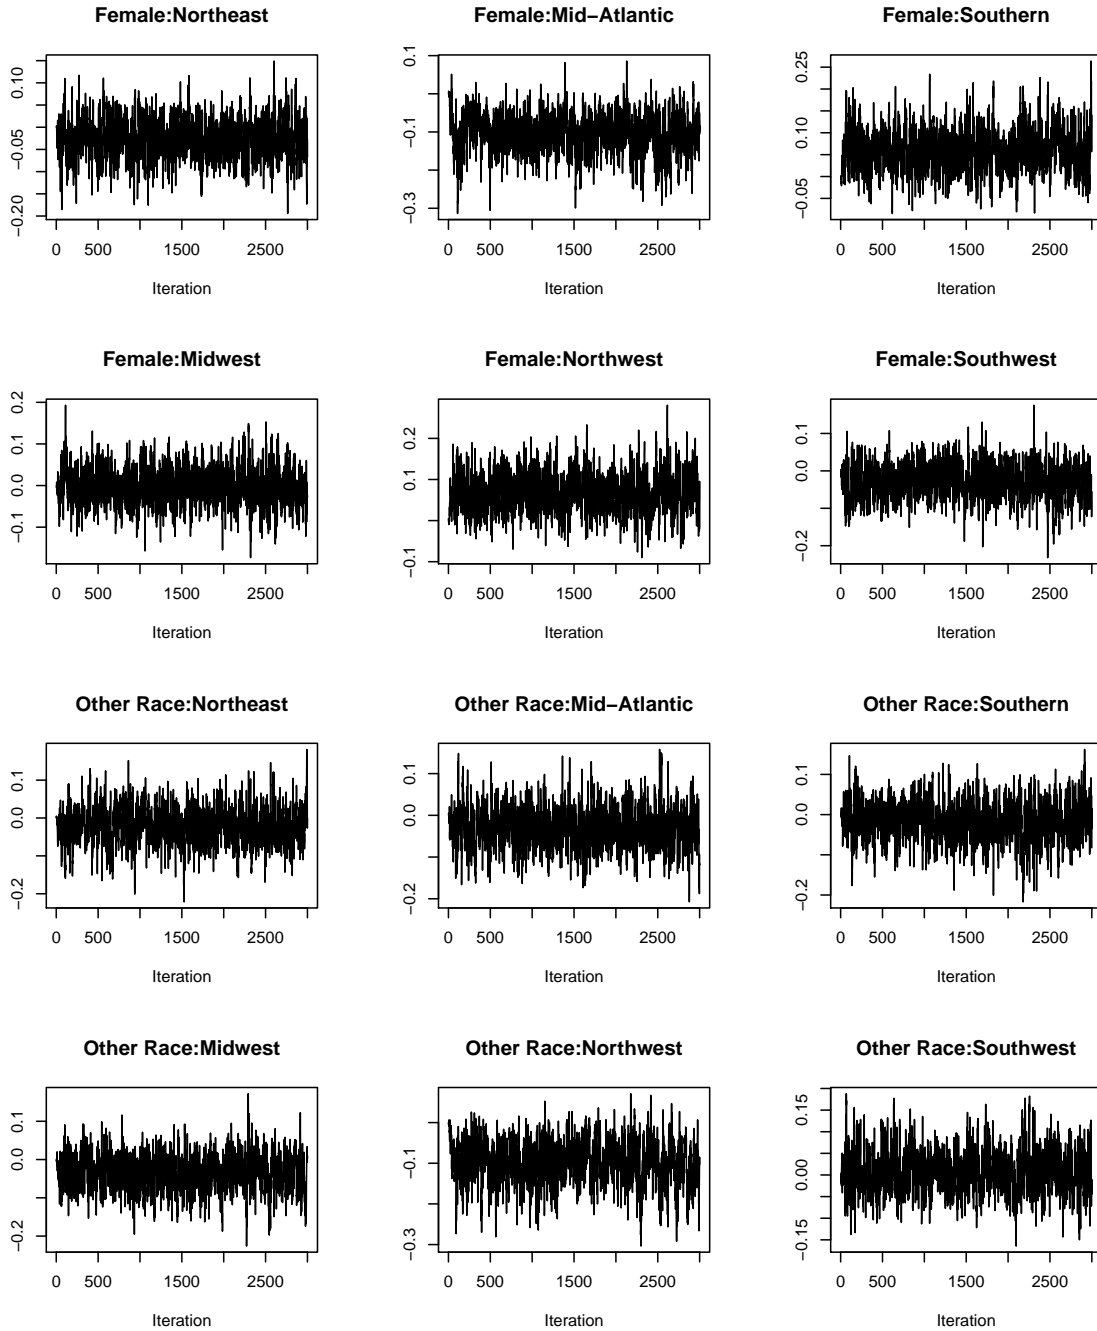 Female:Northeast Female:Mid−Atlantic Female:Southern
0.10 −0.05 −0.20
0.1 −0.1 −0.3
0.25 0.10 −0.05
0 500 1500 2500 0 500 1500 2500 0 500 1500 2500
Iteration Iteration Iteration
Female:Midwest Female:Northwest Female:Southwest
0.2 0.1 0.0 −0.1
0.2 0.1 −0.1
0.1 0.0 −0.2
0 500 1500 2500 0 500 1500 2500 0 500 1500 2500
Iteration Iteration Iteration
Other Race:Northeast Other Race:Mid−Atlantic Other Race:Southern
0.1 0.0 −0.2
0.1 0.0 −0.2
0.1 0.0 −0.2
0 500 1500 2500 0 500 1500 2500 0 500 1500 2500
Iteration Iteration Iteration
Other Race:Midwest Other Race:Northwest Other Race:Southwest
0.1 0.0 −0.2
−0.1 −0.3
0.15 0.00 −0.15
0 500 1500 2500 0 500 1500 2500 0 500 1500 2500
Iteration Iteration Iteration